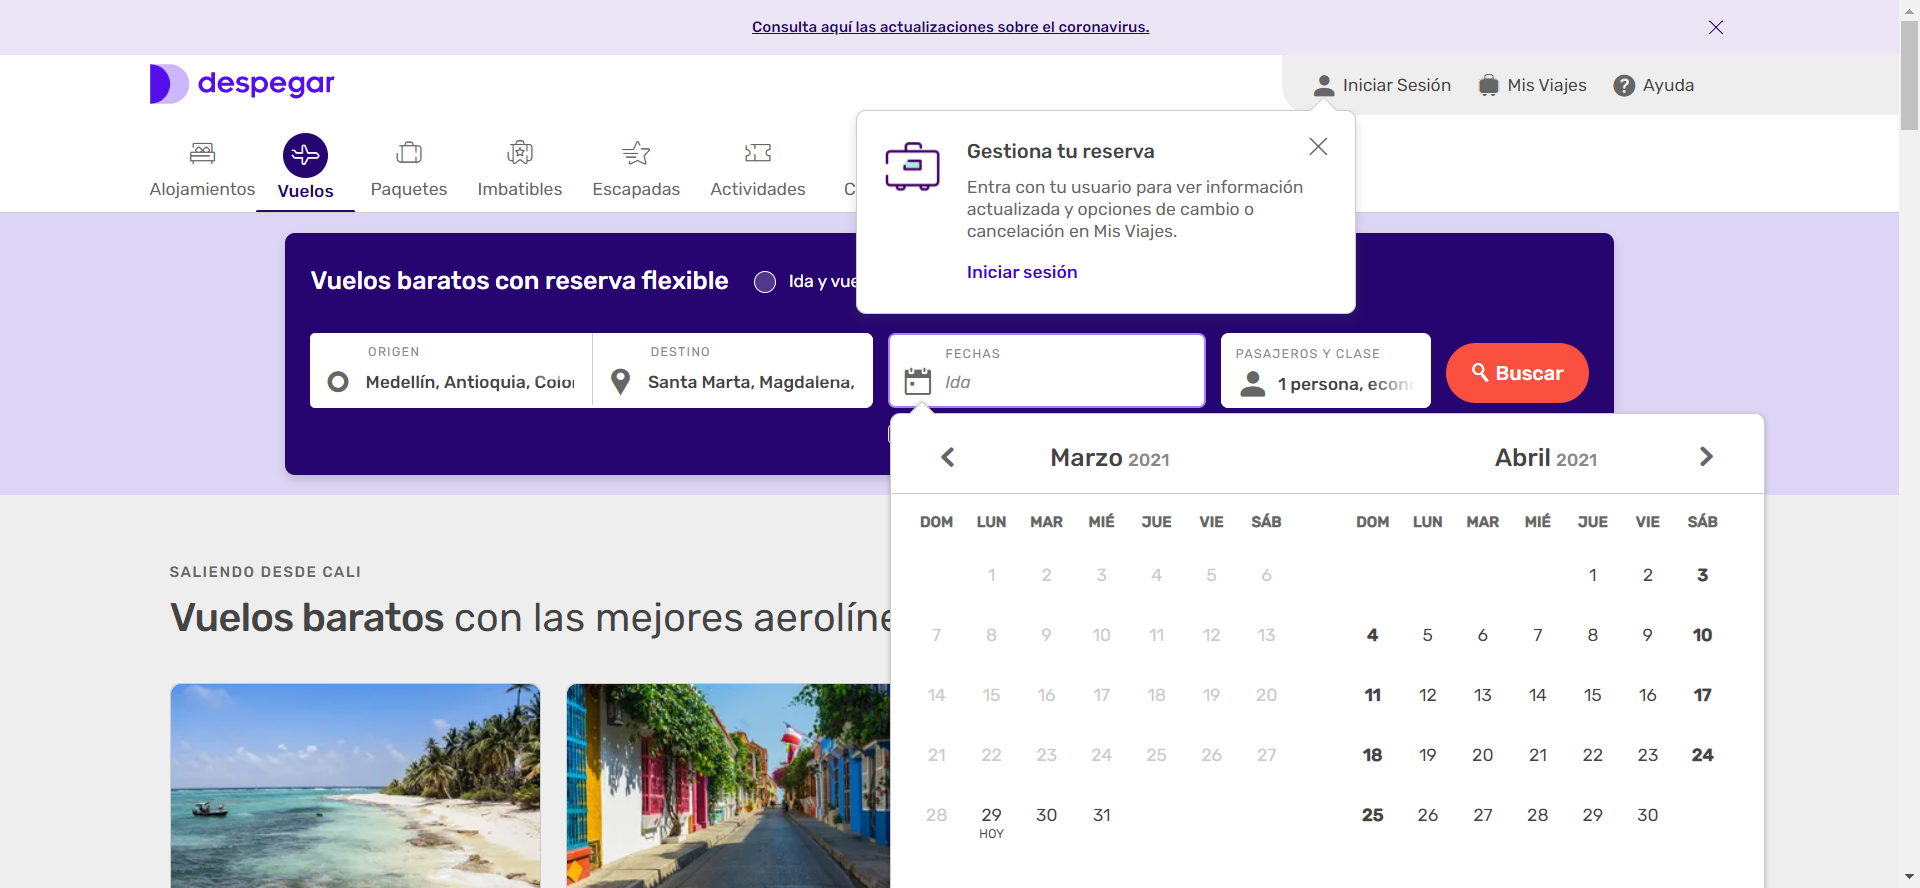 Consulta aquí las actualizaciones sobre el coronavirus.
despegar
Iniciar Sesión
Mis Viajes
Ayuda
Alojamientos
Vuelos
Paquetes
Imbatibles
Escapadas
Actividades
C
Gestiona tu reserva
Entra con tu usuario para ver información
actualizada y opciones de cambio o
cancelación en Mis Viajes.
Iniciar sesión
Vuelos baratos con reserva flexible
Ida y vue
ORIGEN
Medellín, Antioquia, Colo
DESTINO
Santa Marta, Magdalena,
FECHAS
Ida
PASAJEROS Y CLASE
1 persona, econ
Buscar
Marzo 2021
DOM LUN MAR MIÉ JUE VIE SÁB
1 2 3 4 5 6
7 8 9 10 11 12 13
14 15 16 17 18 19 20
21 22 23 24 25 26 27
28 29 30 31
HOY
Abril 2021
DOM LUN MAR MIÉ JUE VIE SÁB
1 2 3
4 5 6 7 8 9 10
11 12 13 14 15 16 17
18 19 20 21 22 23 24
25 26 27 28 29 30
SALIENDO DESDE CALI
Vuelos baratos con las mejores aerolíne